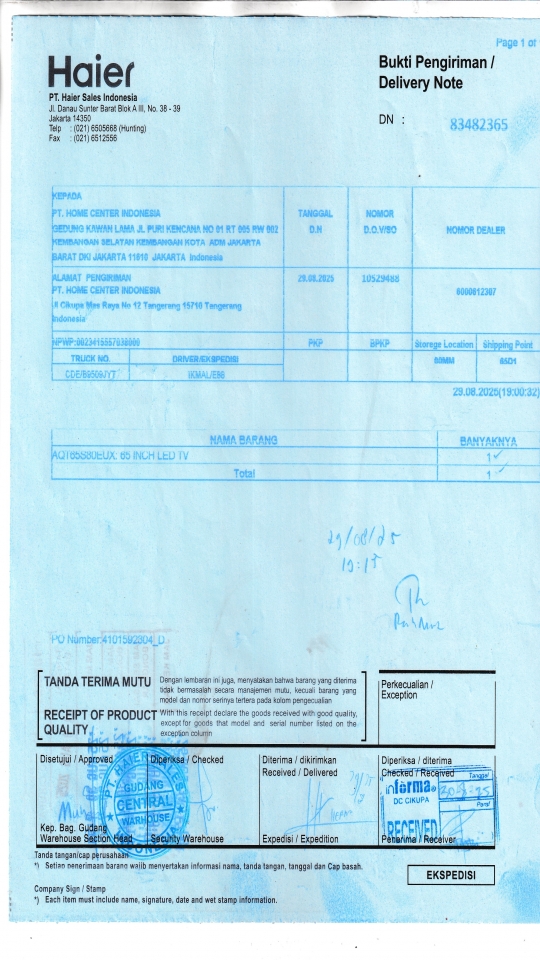 Page 1 of
Haier
PT. Haier Sales Indonesia
Jl. Danau Sunter Barat Blok A III, No. 38 - 39
Jakarta 14350
Telp : (021) 6505668 (Hunting)
Fax : (021) 6512556
Bukti Pengiriman /
Delivery Note
DN : 83482365
KEPADA
PT. HOME CENTER INDONESIA
GEDUNG KAWAN LAMA JL PURI KENCANA NO 01 RT 005 RW 002
KEMBANGAN SELATAN KEMBANGAN KOTA ADM JAKARTA
BARAT DKI JAKARTA 11610 JAKARTA Indonesia
TANGGAL
D.N
NOMOR
D.O.V/SO
NOMOR DEALER
ALAMAT PENGIRIMAN
PT. HOME CENTER INDONESIA
Jl Cikupa Mas Raya No 12 Tangerang 15710 Tangerang
Indonesia
29.08.2025
10529488
6000612367
PKP
BPKP
Storege Location
Shipping Point
TRUCK NO.
DRIVER/EKSPEDISI
IKMAL/E66
29.08.2025(19:00:32)
NAMA BARANG
BANYAKNYA
AQT65S80EUX: 65 INCH LED TV
1
Total
1
29/08/25
19:15
PO Number:4101592804_D
TANDA TERIMA MUTU
Dengan lembaran ini juga, menyatakan bahwa barang yang diterima
tidak bermasalah secara manajemen mutu, kecuali barang yang
model dan nomor serinya tertera pada kolom pengecualian
RECEIPT OF PRODUCT
QUALITY
With this receipt declare the goods received with good quality,
except for goods that model and serial number listed on the
exception column
Perkecualian /
Exception
Disetujui / Approved
Diperiksa / Checked
Diterima / dikirimkan
Received / Delivered
Diperiksa / diterima
Checked / Received
PT. HAIER SALES
GUDANG
CENTRAL
WARHOUSE
INDONESIA
informa
DC CIKUPA
Tanggal
Paraf
RECEIVED
Kep. Bag. Gudang
Warehouse Section Head
Security Warehouse
Expedisi / Expedition
Penerima / Receiver
Tanda tangan/cap perusahaan
*) Setiap penerimaan barang wajib menyertakan informasi nama, tanda tangan, tanggal dan Cap basah.
EKSPEDISI
Company Sign / Stamp
*) Each item must include name, signature, date and wet stamp information.